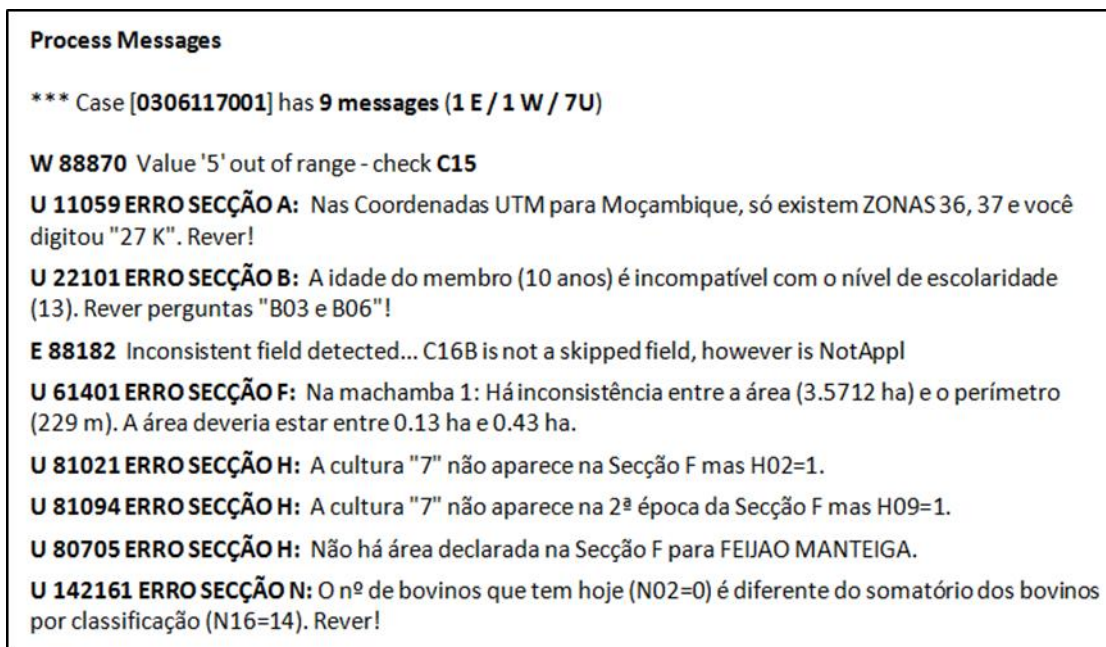 Process Messages
*** Case [0306117001] has 9 messages (1 E / 1 W / 7U)
W 88870 Value '5' out of range - check C15
U 11059 ERRO SECÇÃO A: Nas Coordenadas UTM para Moçambique, só existem ZONAS 36, 37 e você
digitou "27 K". Rever!
U 22101 ERRO SECÇÃO B: A idade do membro (10 anos) é incompatível com o nível de escolaridade
(13). Rever perguntas "B03 e B06"!
E 88182 Inconsistent field detected... C16B is not a skipped field, however is NotAppl
U 61401 ERRO SECÇÃO F: Na machamba 1: Há inconsistência entre a área (3.5712 ha) e o perímetro
(229 m). A área deveria estar entre 0.13 ha e 0.43 ha.
U 81021 ERRO SECÇÃO H: A cultura "7" não aparece na Secção F mas H02=1.
U 81094 ERRO SECÇÃO H: A cultura "7" não aparece na 2ª época da Secção F mas H09=1.
U 80705 ERRO SECÇÃO H: Não há área declarada na Secção F para FEIJAO MANTEIGA.
U 142161 ERRO SECÇÃO N: O nº de bovinos que tem hoje (N02=0) é diferente do somatório dos bovinos
por classificação (N16=14). Rever!